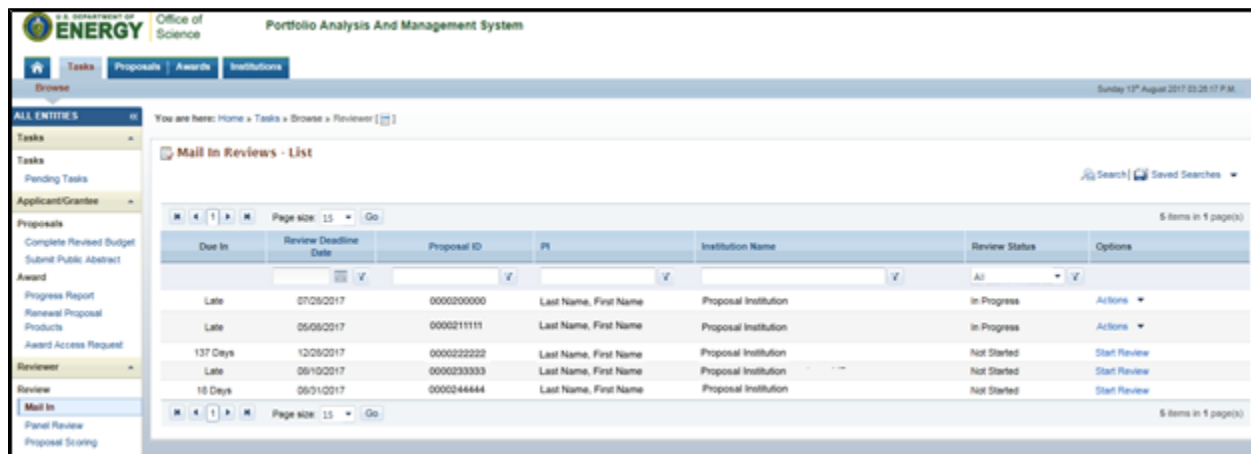 U.S. DEPARTMENT OF
ENERGY
Office of
Science
Portfolio Analysis And Management System
Tasks Proposals Awards Institutions
Browse
Sunday 13th August 2017 03:28:17 P.M.
ALL ENTITIES «
You are here: Home » Tasks » Browse » Reviewer [ ]
Tasks
Mail In Reviews - List
Tasks
Pending Tasks
Search | Saved Searches
Applicant/Grantee
1 Page size: 15 Go 5 items in 1 page(s)
Proposals
Complete Revised Budget
Submit Public Abstract
Award
Progress Report
Renewal Proposal
Products
Award Access Request
Reviewer
Review
Mail In
Panel Review
Proposal Scoring
Due In Review Deadline Date Proposal ID PI Institution Name Review Status Options
All
Late 07/28/2017 0000200000 Last Name, First Name Proposal Institution In Progress Actions
Late 0000211111 Last Name, First Name Proposal Institution In Progress Actions
137 Days 12/28/2017 0000222222 Last Name, First Name Proposal Institution Not Started Start Review
Late 08/10/2017 0000233333 Last Name, First Name Proposal Institution Not Started Start Review
18 Days 08/31/2017 0000244444 Last Name, First Name Proposal Institution Not Started Start Review
1 Page size: 15 Go 5 items in 1 page(s)